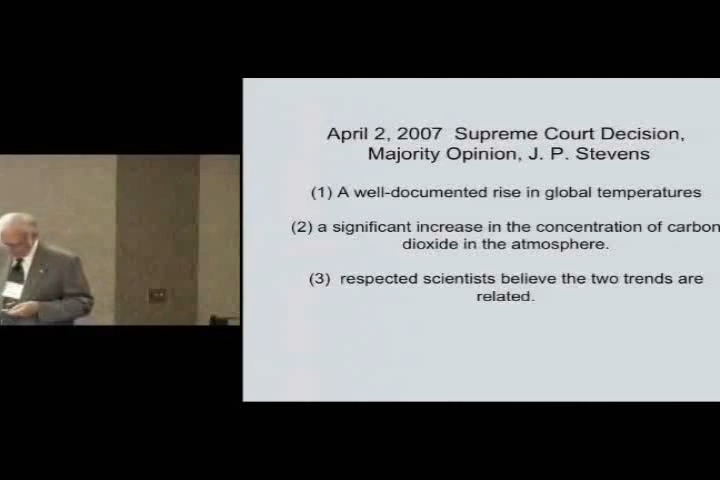 April 2, 2007 Supreme Court Decision,
Majority Opinion, J. P. Stevens
(1) A well-documented rise in global temperatures
(2) a significant increase in the concentration of carbon
dioxide in the atmosphere.
(3) respected scientists believe the two trends are
related.